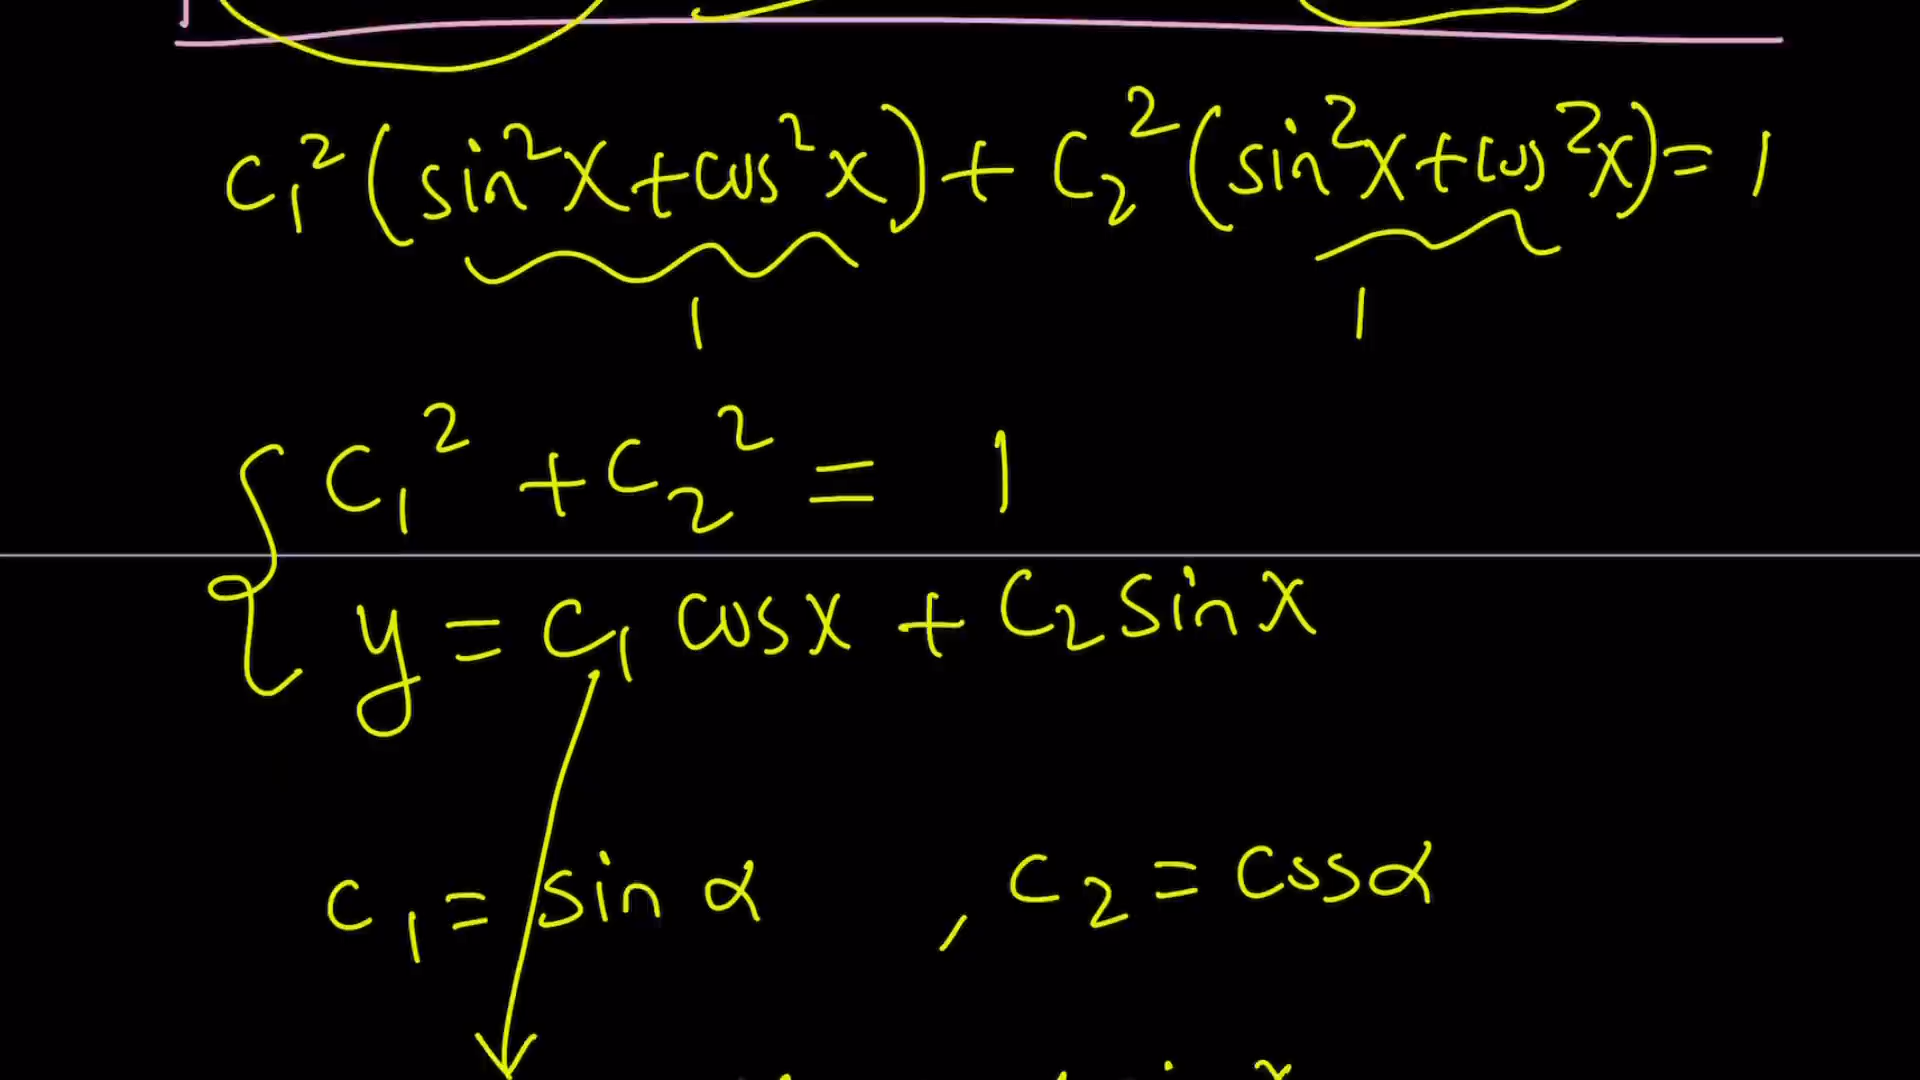 c₁²(sin²x+cos²x)+c₂²(sin²x+cos²x)=1
1 1
c₁²+c₂²=1
y=c₁cosx+c₂sinx
c₁=sinα, c₂=cosα